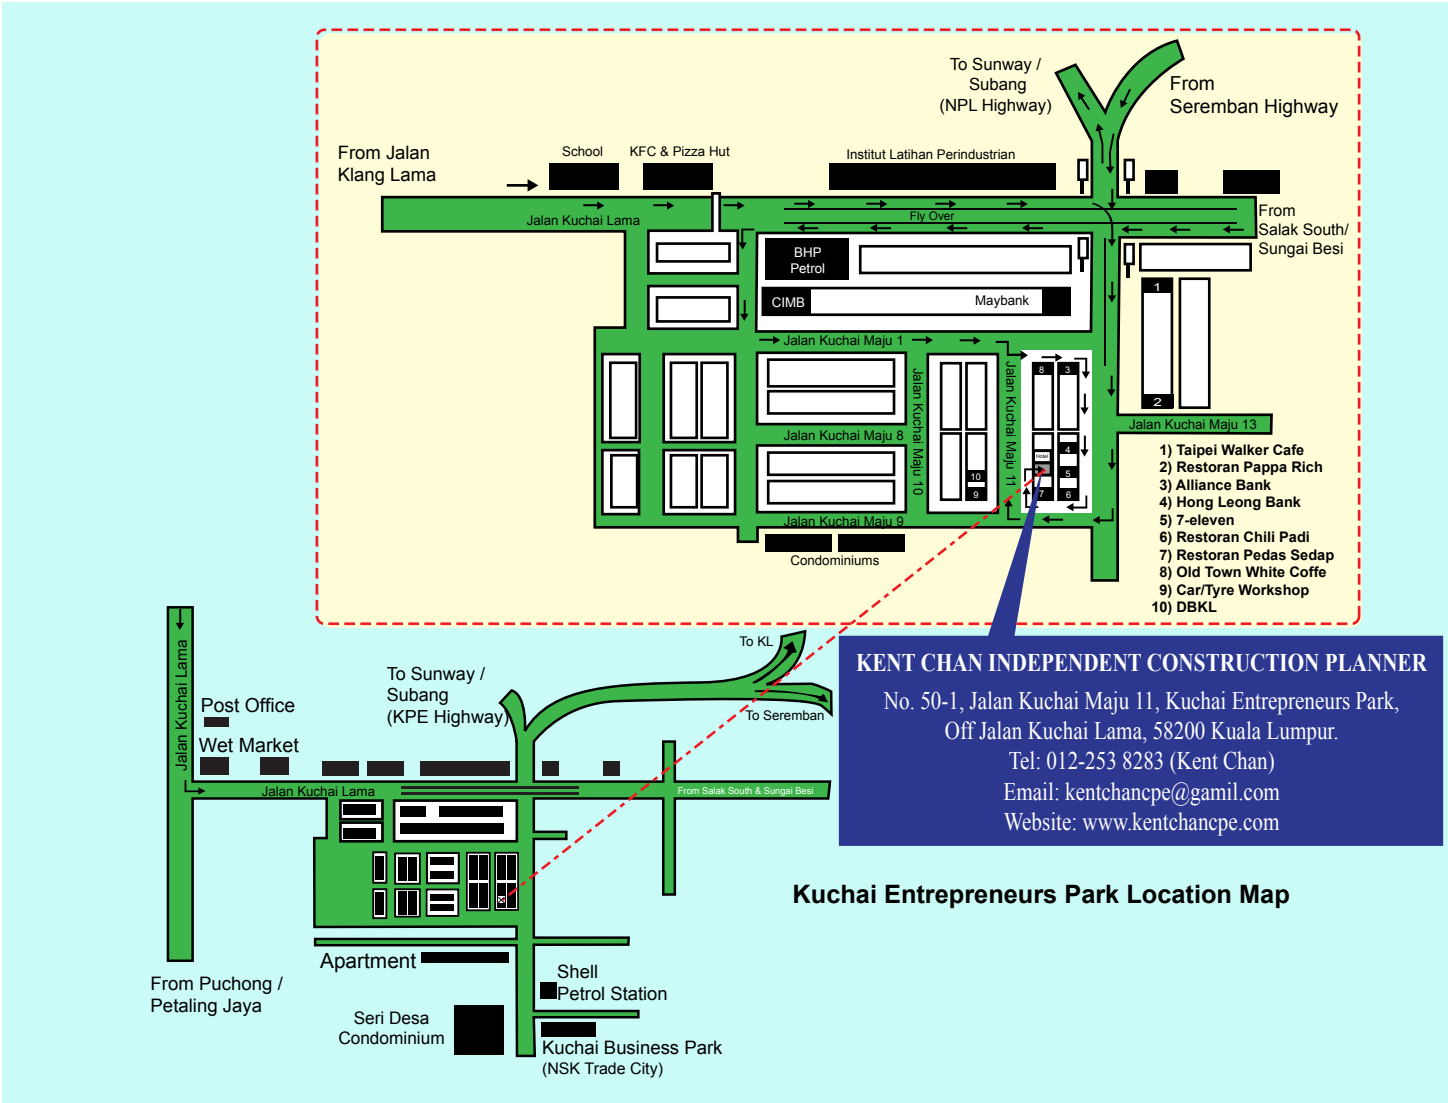 To Sunway /
Subang
(NPL Highway)
From
Seremban Highway
From Jalan
Klang Lama
School
KFC & Pizza Hut
Institut Latihan Perindustrian
Jalan Kuchai Lama
Fly Over
From
Salak South/
Sungai Besi
BHP
Petrol
CIMB
Maybank
1
2
Jalan Kuchai Maju 1
Jalan Kuchai Maju 10
Jalan Kuchai Maju 11
8
3
Jalan Kuchai Maju 8
Jalan Kuchai Maju 13
4
Hotel
5
10
9
7
6
Jalan Kuchai Maju 9
Condominiums
1) Taipei Walker Cafe
2) Restoran Pappa Rich
3) Alliance Bank
4) Hong Leong Bank
5) 7-eleven
6) Restoran Chili Padi
7) Restoran Pedas Sedap
8) Old Town White Coffe
9) Car/Tyre Workshop
10) DBKL
KENT CHAN INDEPENDENT CONSTRUCTION PLANNER
No. 50-1, Jalan Kuchai Maju 11, Kuchai Entrepreneurs Park,
Off Jalan Kuchai Lama, 58200 Kuala Lumpur.
Tel: 012-253 8283 (Kent Chan)
Email: kentchancpe@gamil.com
Website: www.kentchancpe.com
Jalan Kuchai Lama
To KL
To Sunway /
Subang
(KPE Highway)
To Seremban
Post Office
Wet Market
Jalan Kuchai Lama
From Salak South & Sungai Besi
Kuchai Entrepreneurs Park Location Map
Apartment
From Puchong /
Petaling Jaya
Shell
Petrol Station
Seri Desa
Condominium
Kuchai Business Park
(NSK Trade City)